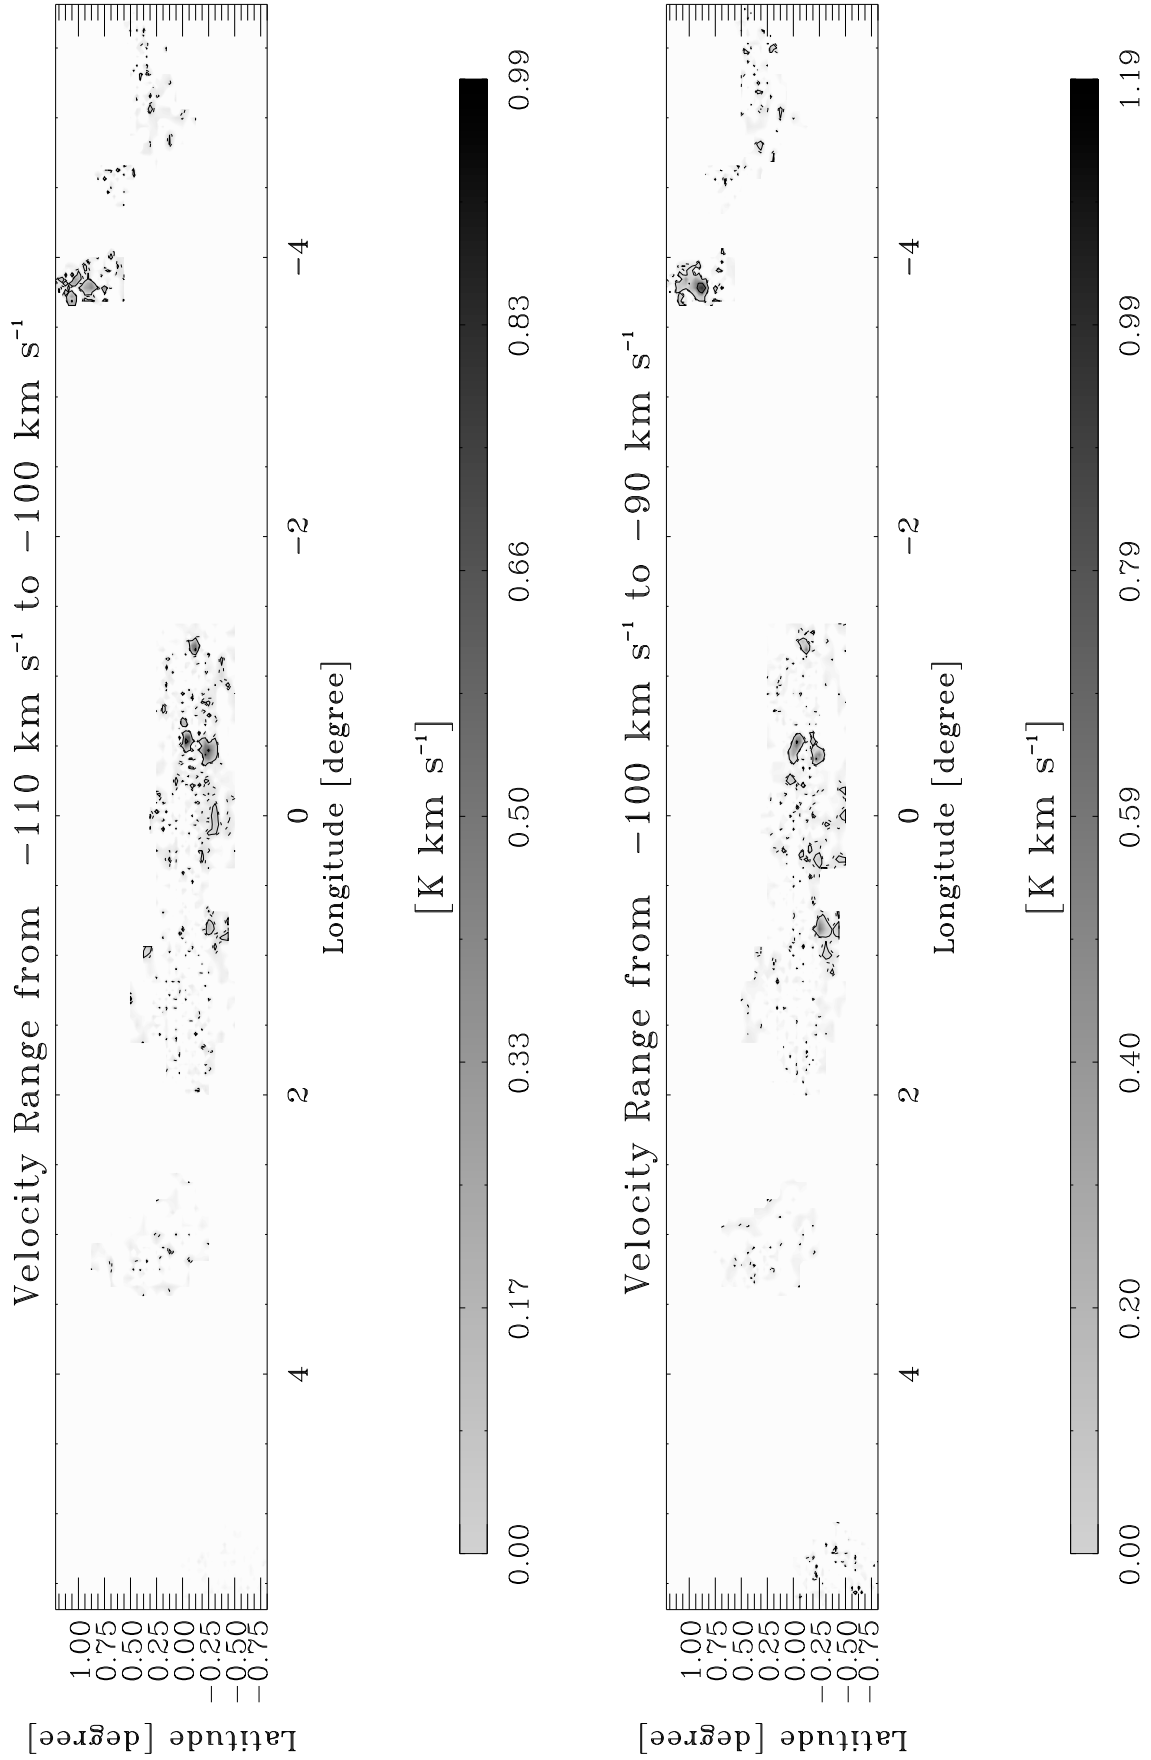 Velocity Range from −110 km s⁻¹ to −100 km s⁻¹
1.00
0.75
0.50
0.25
0.00
−0.25
−0.50
−0.75
Latitude [degree]
4 2 0 −2 −4
Longitude [degree]
[K km s⁻¹]
0.00 0.17 0.33 0.50 0.66 0.83 0.99
Velocity Range from −100 km s⁻¹ to −90 km s⁻¹
1.00
0.75
0.50
0.25
0.00
−0.25
−0.50
−0.75
Latitude [degree]
4 2 0 −2 −4
Longitude [degree]
[K km s⁻¹]
0.00 0.20 0.40 0.59 0.79 0.99 1.19